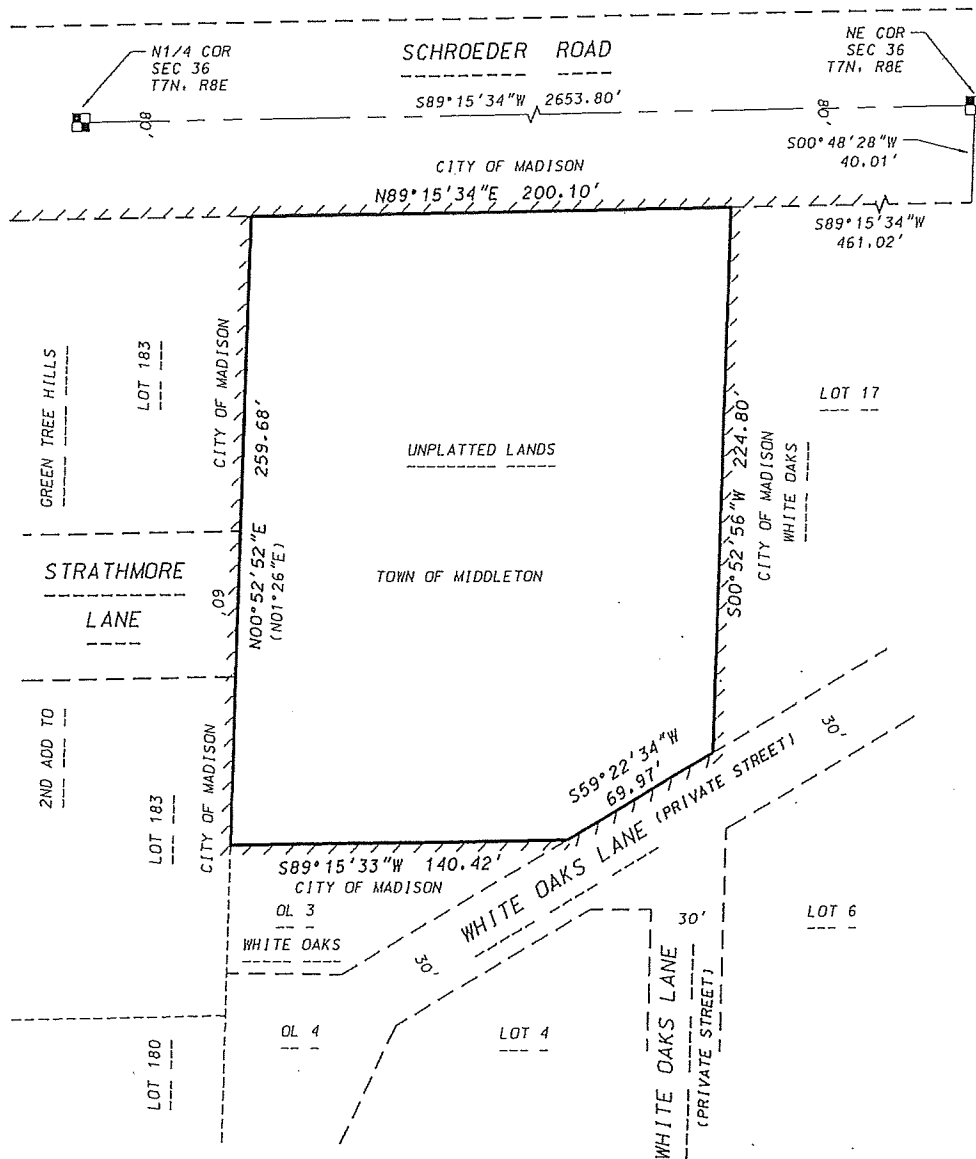 N1/4 COR
SEC 36
T7N, R8E
SCHROEDER ROAD
NE COR
SEC 36
T7N, R8E
S89°15'34"W 2653.80'
80'
80'
S00°48'28"W
40.01'
CITY OF MADISON
N89°15'34"E 200.10'
S89°15'34"W
461.02'
GREEN TREE HILLS
LOT 183
CITY OF MADISON
259.68'
N00°52'52"E
(N01°26"E)
UNPLATTED LANDS
TOWN OF MIDDLETON
S00°52'56"W 224.80'
CITY OF MADISON
WHITE OAKS
LOT 17
STRATHMORE
LANE
60'
2ND ADD TO
LOT 183
CITY OF MADISON
S59°22'34"W
69.97'
30'
WHITE OAKS LANE (PRIVATE STREET)
S89°15'33"W 140.42'
CITY OF MADISON
OL 3
WHITE OAKS
30'
30'
LOT 6
OL 4
LOT 4
WHITE OAKS LANE
(PRIVATE STREET)
LOT 180